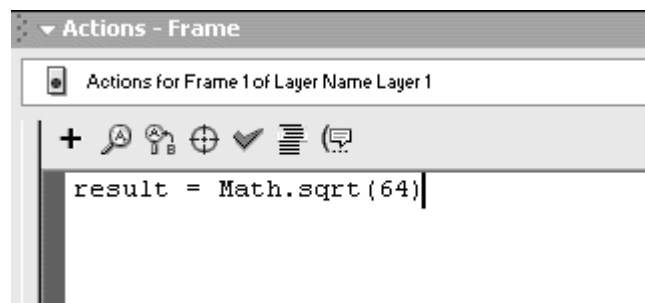 Actions - Frame
Actions for Frame 1 of Layer Name Layer 1
result = Math.sqrt(64)